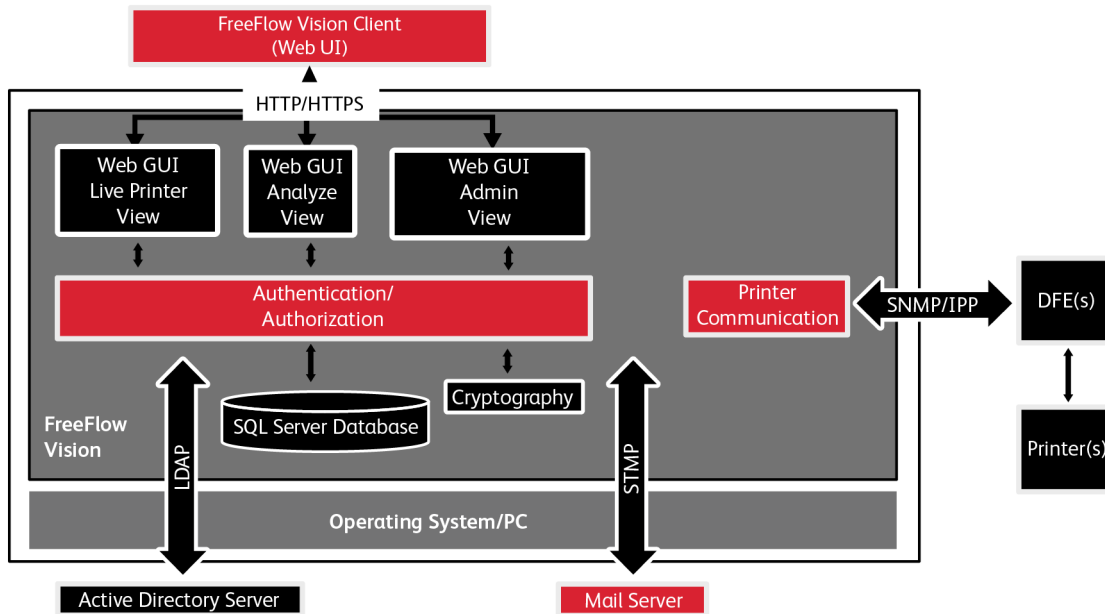 FreeFlow Vision Client
(Web UI)
HTTP/HTTPS
Web GUI
Live Printer
View
Web GUI
Analyze
View
Web GUI
Admin
View
Authentication/
Authorization
Printer
Communication
SNMP/IPP
DFE(s)
Cryptography
SQL Server Database
FreeFlow
Vision
LDAP
STMP
Printer(s)
Operating System/PC
Active Directory Server
Mail Server